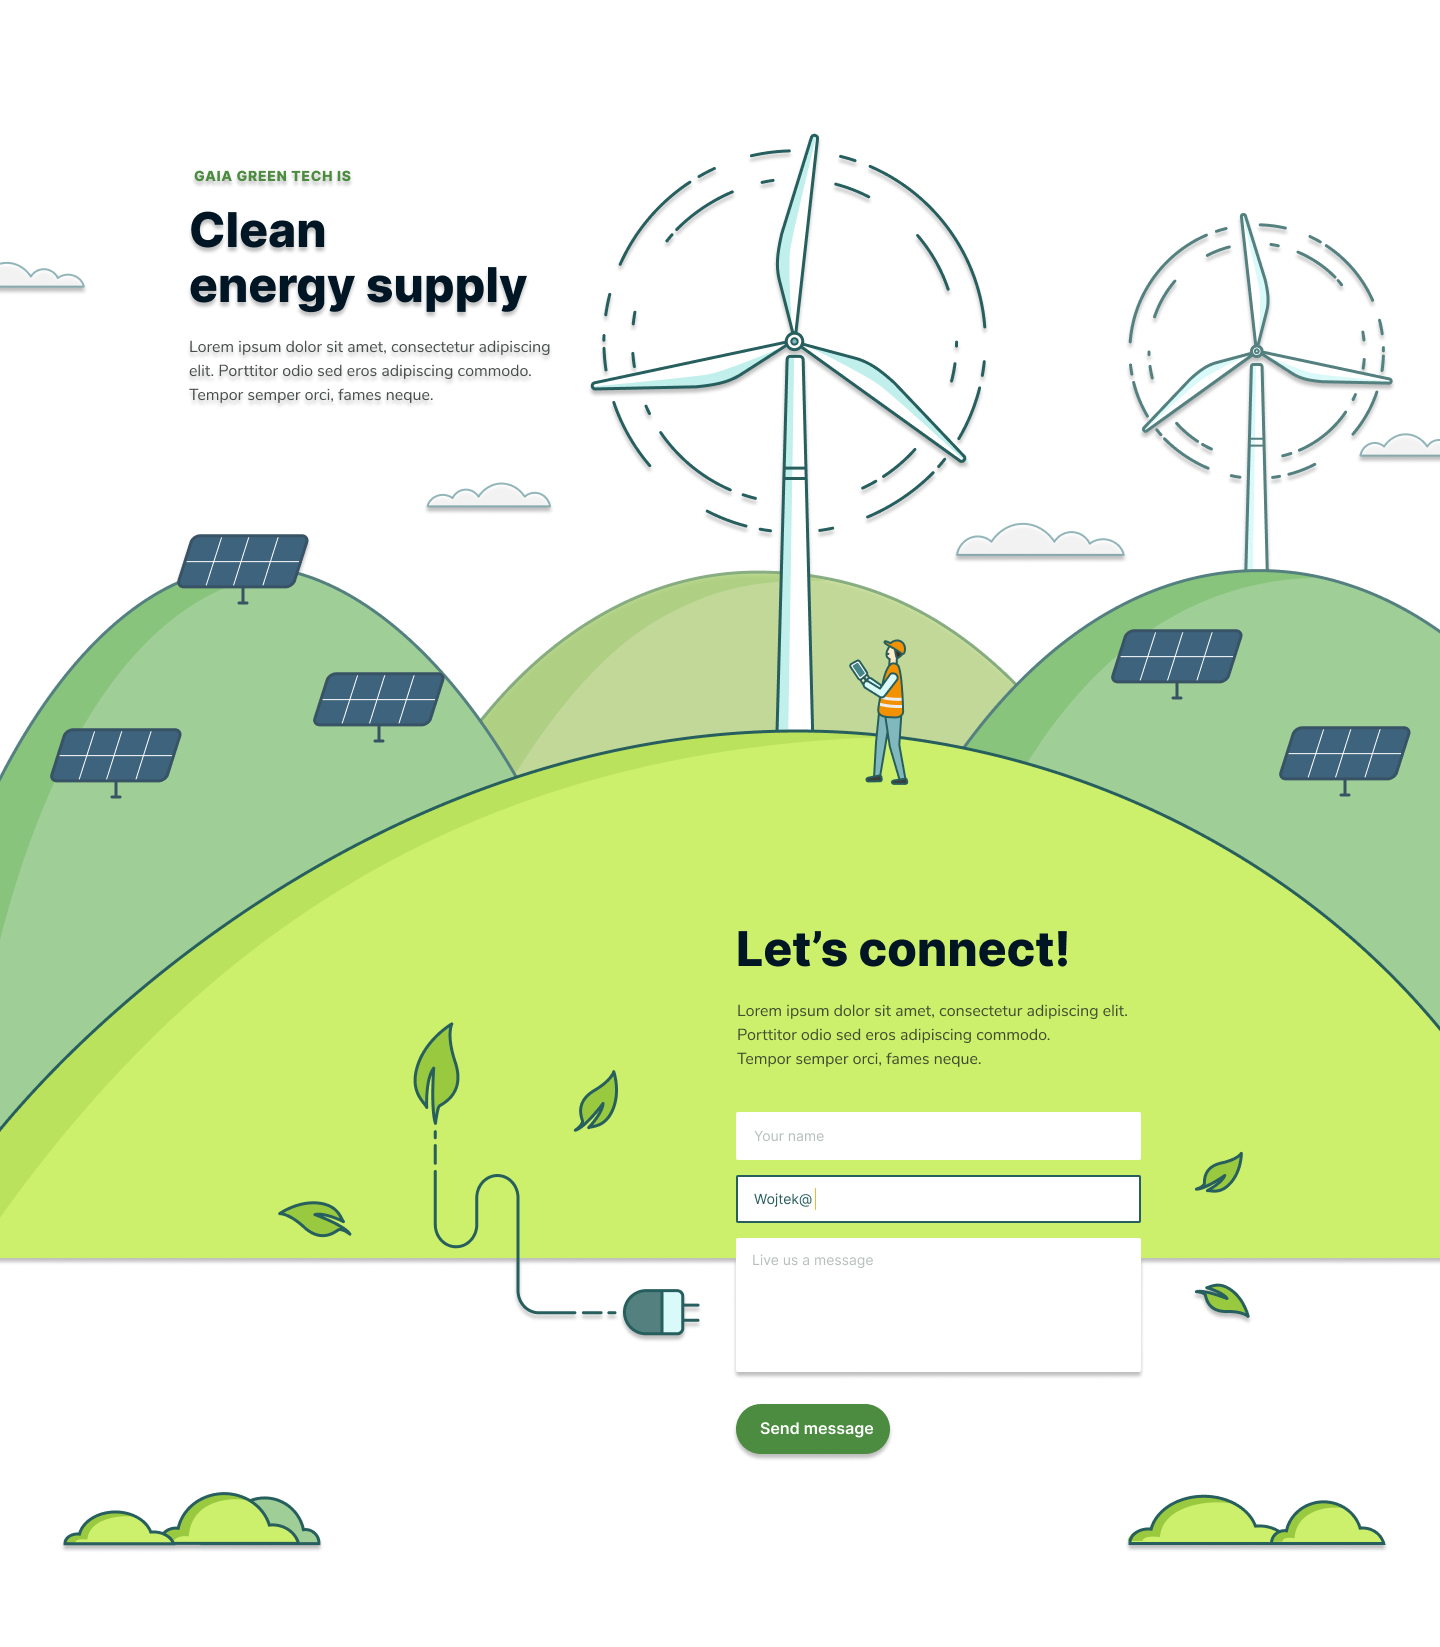 GAIA GREEN TECH IS
Clean
energy supply
Lorem ipsum dolor sit amet, consectetur adipiscing
elit. Porttitor odio sed eros adipiscing commodo.
Tempor semper orci, fames neque.
Let’s connect!
Lorem ipsum dolor sit amet, consectetur adipiscing elit.
Porttitor odio sed eros adipiscing commodo.
Tempor semper orci, fames neque.
Your name
Wojtek@
Live us a message
Send message